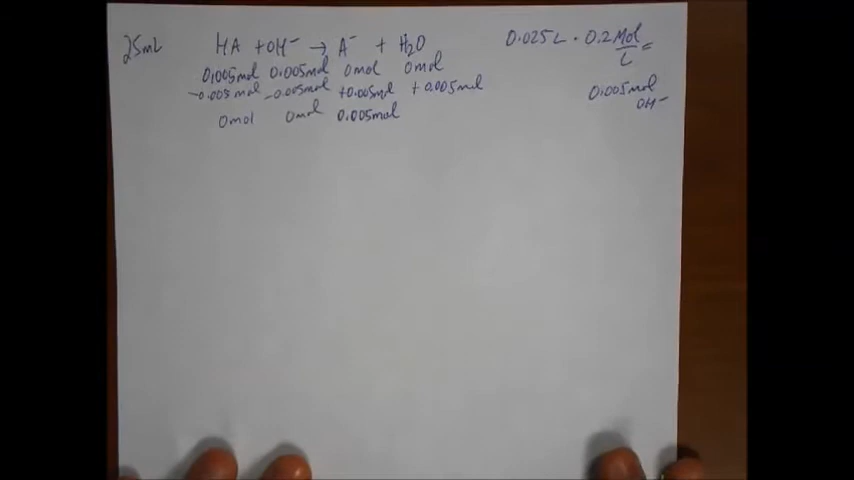 25mL HA + OH⁻ → A⁻ + H₂O 0.025L · 0.2 Mol/L =
0.005mol 0.005mol 0mol 0mol
-0.005mol -0.005mol +0.005mol +0.005mol 0.005mol OH⁻
0mol 0mol 0.005mol